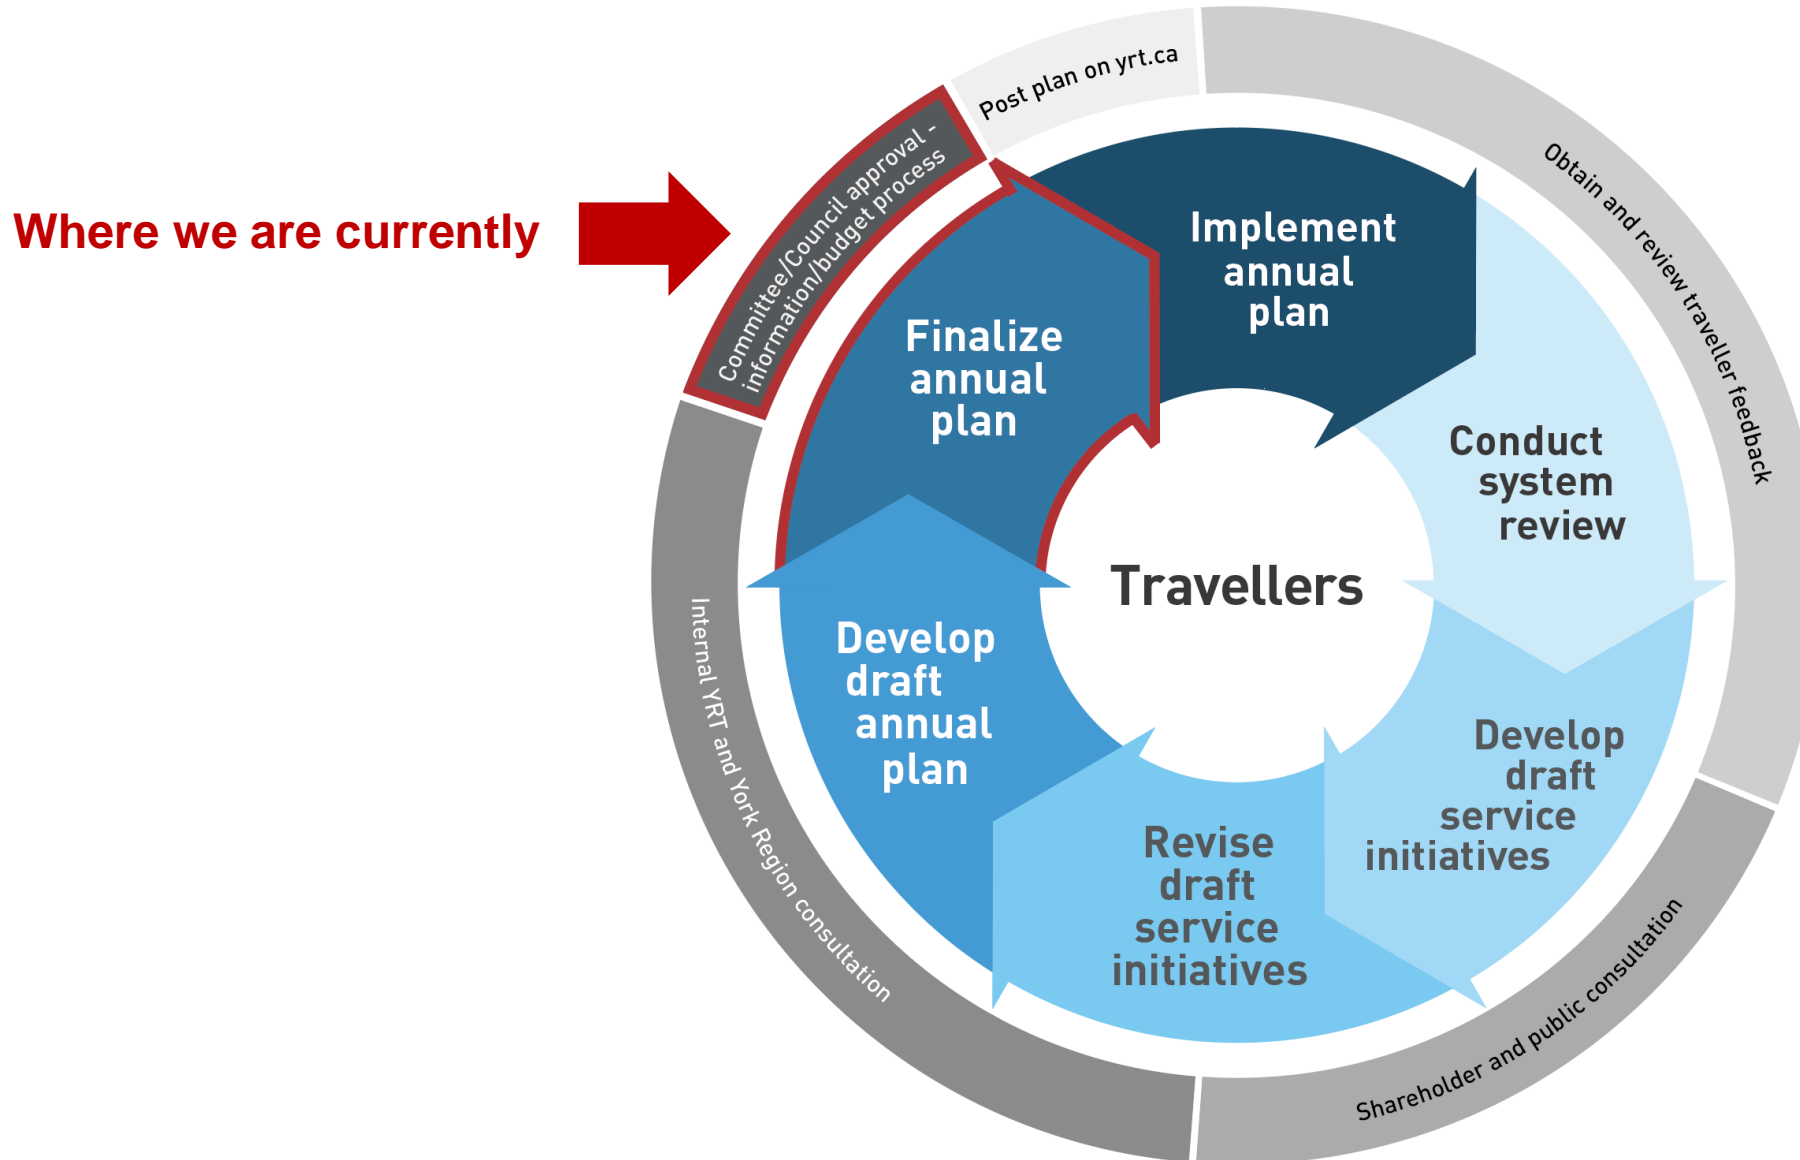 Where we are currently
Post plan on yrt.ca
Committee/Council approval -
information/budget process
Obtain and review traveller feedback
Implement
annual
plan
Finalize
annual
plan
Conduct
system
review
Travellers
Develop
draft
annual
plan
Develop
draft
service
initiatives
Revise
draft
service
initiatives
Internal YRT and York Region consultation
Shareholder and public consultation